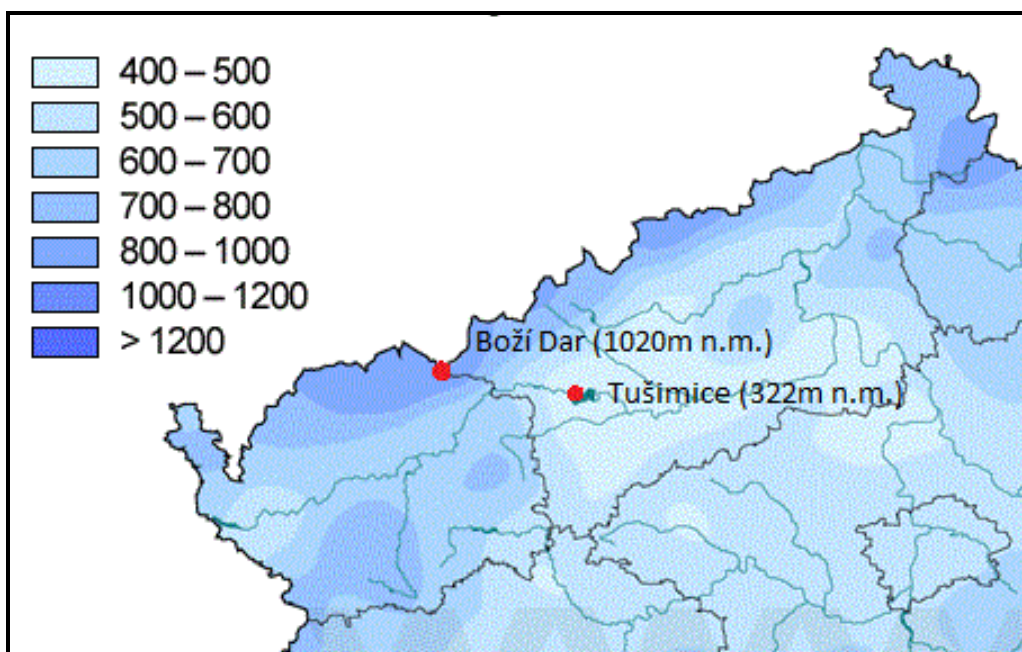 400 – 500
500 – 600
600 – 700
700 – 800
800 – 1000
1000 – 1200
> 1200
Boží Dar (1020m n.m.)
Tušimice (322m n.m.)